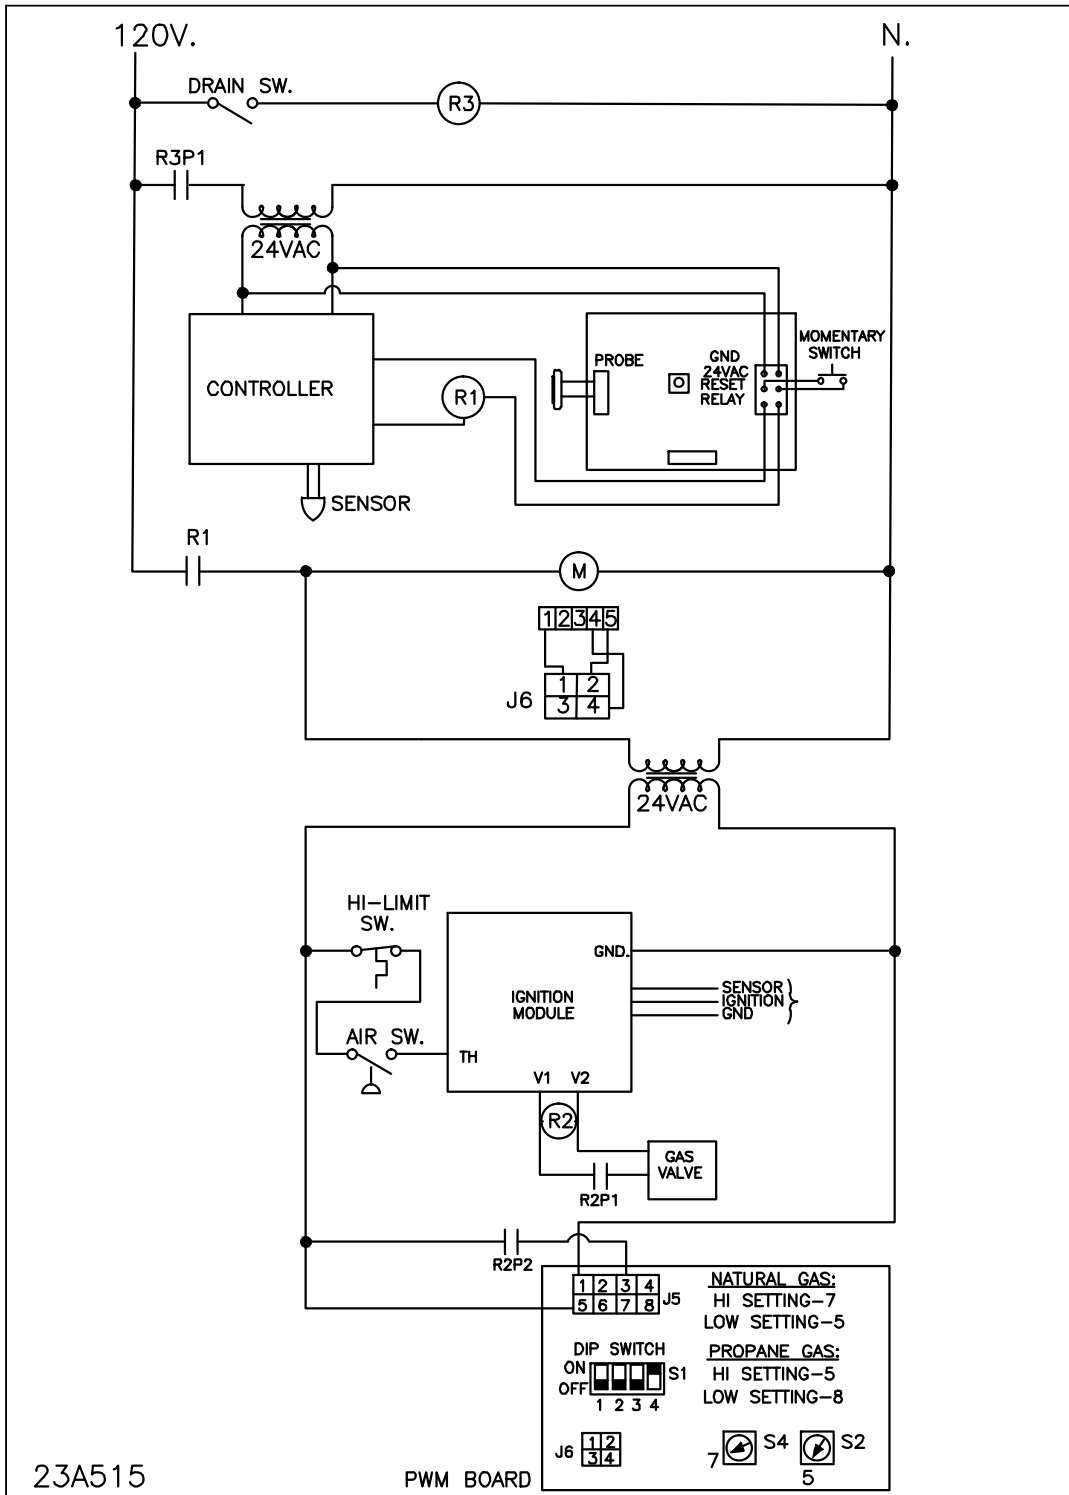 120V.
N.
DRAIN SW.
R3
R3P1
24VAC
CONTROLLER
R1
SENSOR
PROBE
GND
24VAC
RESET
RELAY
MOMENTARY
SWITCH
R1
M
1 2 3 4 5
J6
1 2
3 4
24VAC
HI-LIMIT
SW.
AIR SW.
GND.
IGNITION
MODULE
TH
V1 V2
SENSOR
IGNITION
GND
R2
GAS
VALVE
R2P1
R2P2
1 2 3 4
5 6 7 8
J5
NATURAL GAS:
HI SETTING-7
LOW SETTING-5
DIP SWITCH
ON
OFF
S1
1 2 3 4
PROPANE GAS:
HI SETTING-5
LOW SETTING-8
J6
1 2
3 4
7
S4
S2
5
23A515
PWM BOARD